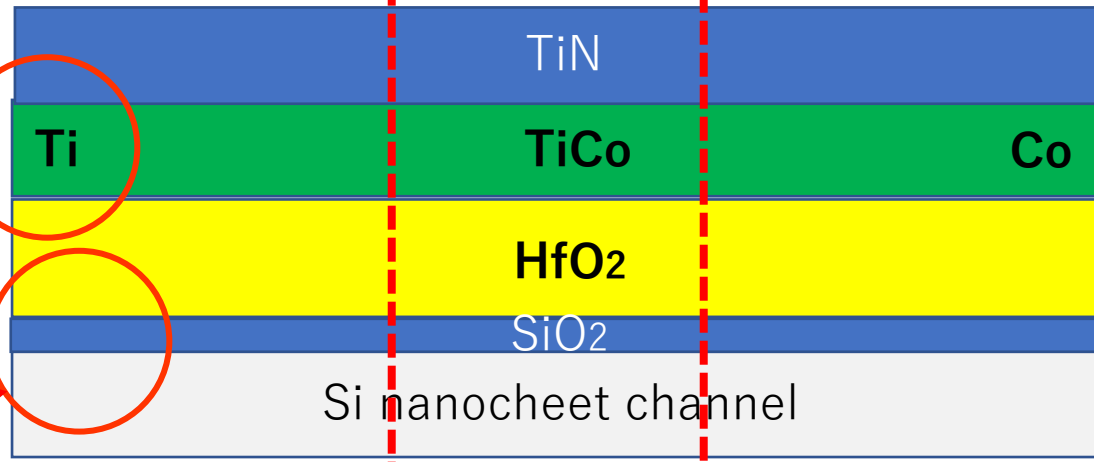 TiN
Ti TiCo Co
HfO2
SiO2
Si nanocheet channel